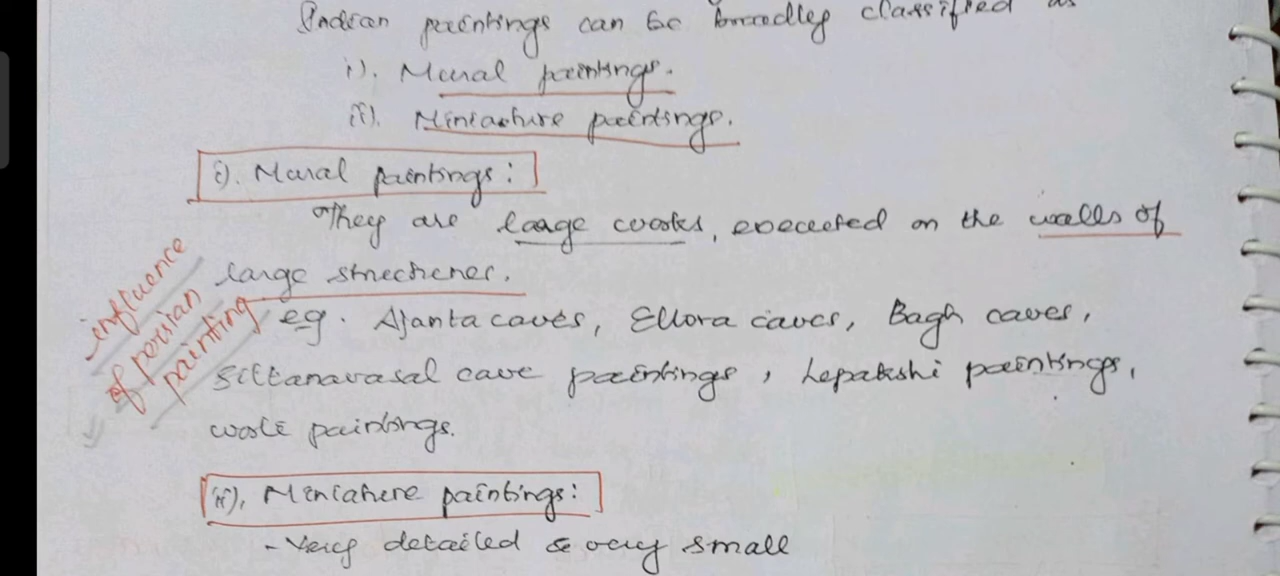 Indian paintings can be broadly classified as
i). Mural paintings.
ii). Miniature paintings.
i). Mural paintings:
They are large works, executed on the walls of
large structures.
influence
of persian
painting
eg. Ajanta caves, Ellora caves, Bagh caves,
Sittanavasal cave paintings, Lepakshi paintings,
worli paintings.
ii), Miniature paintings:
- Very detailed & very small